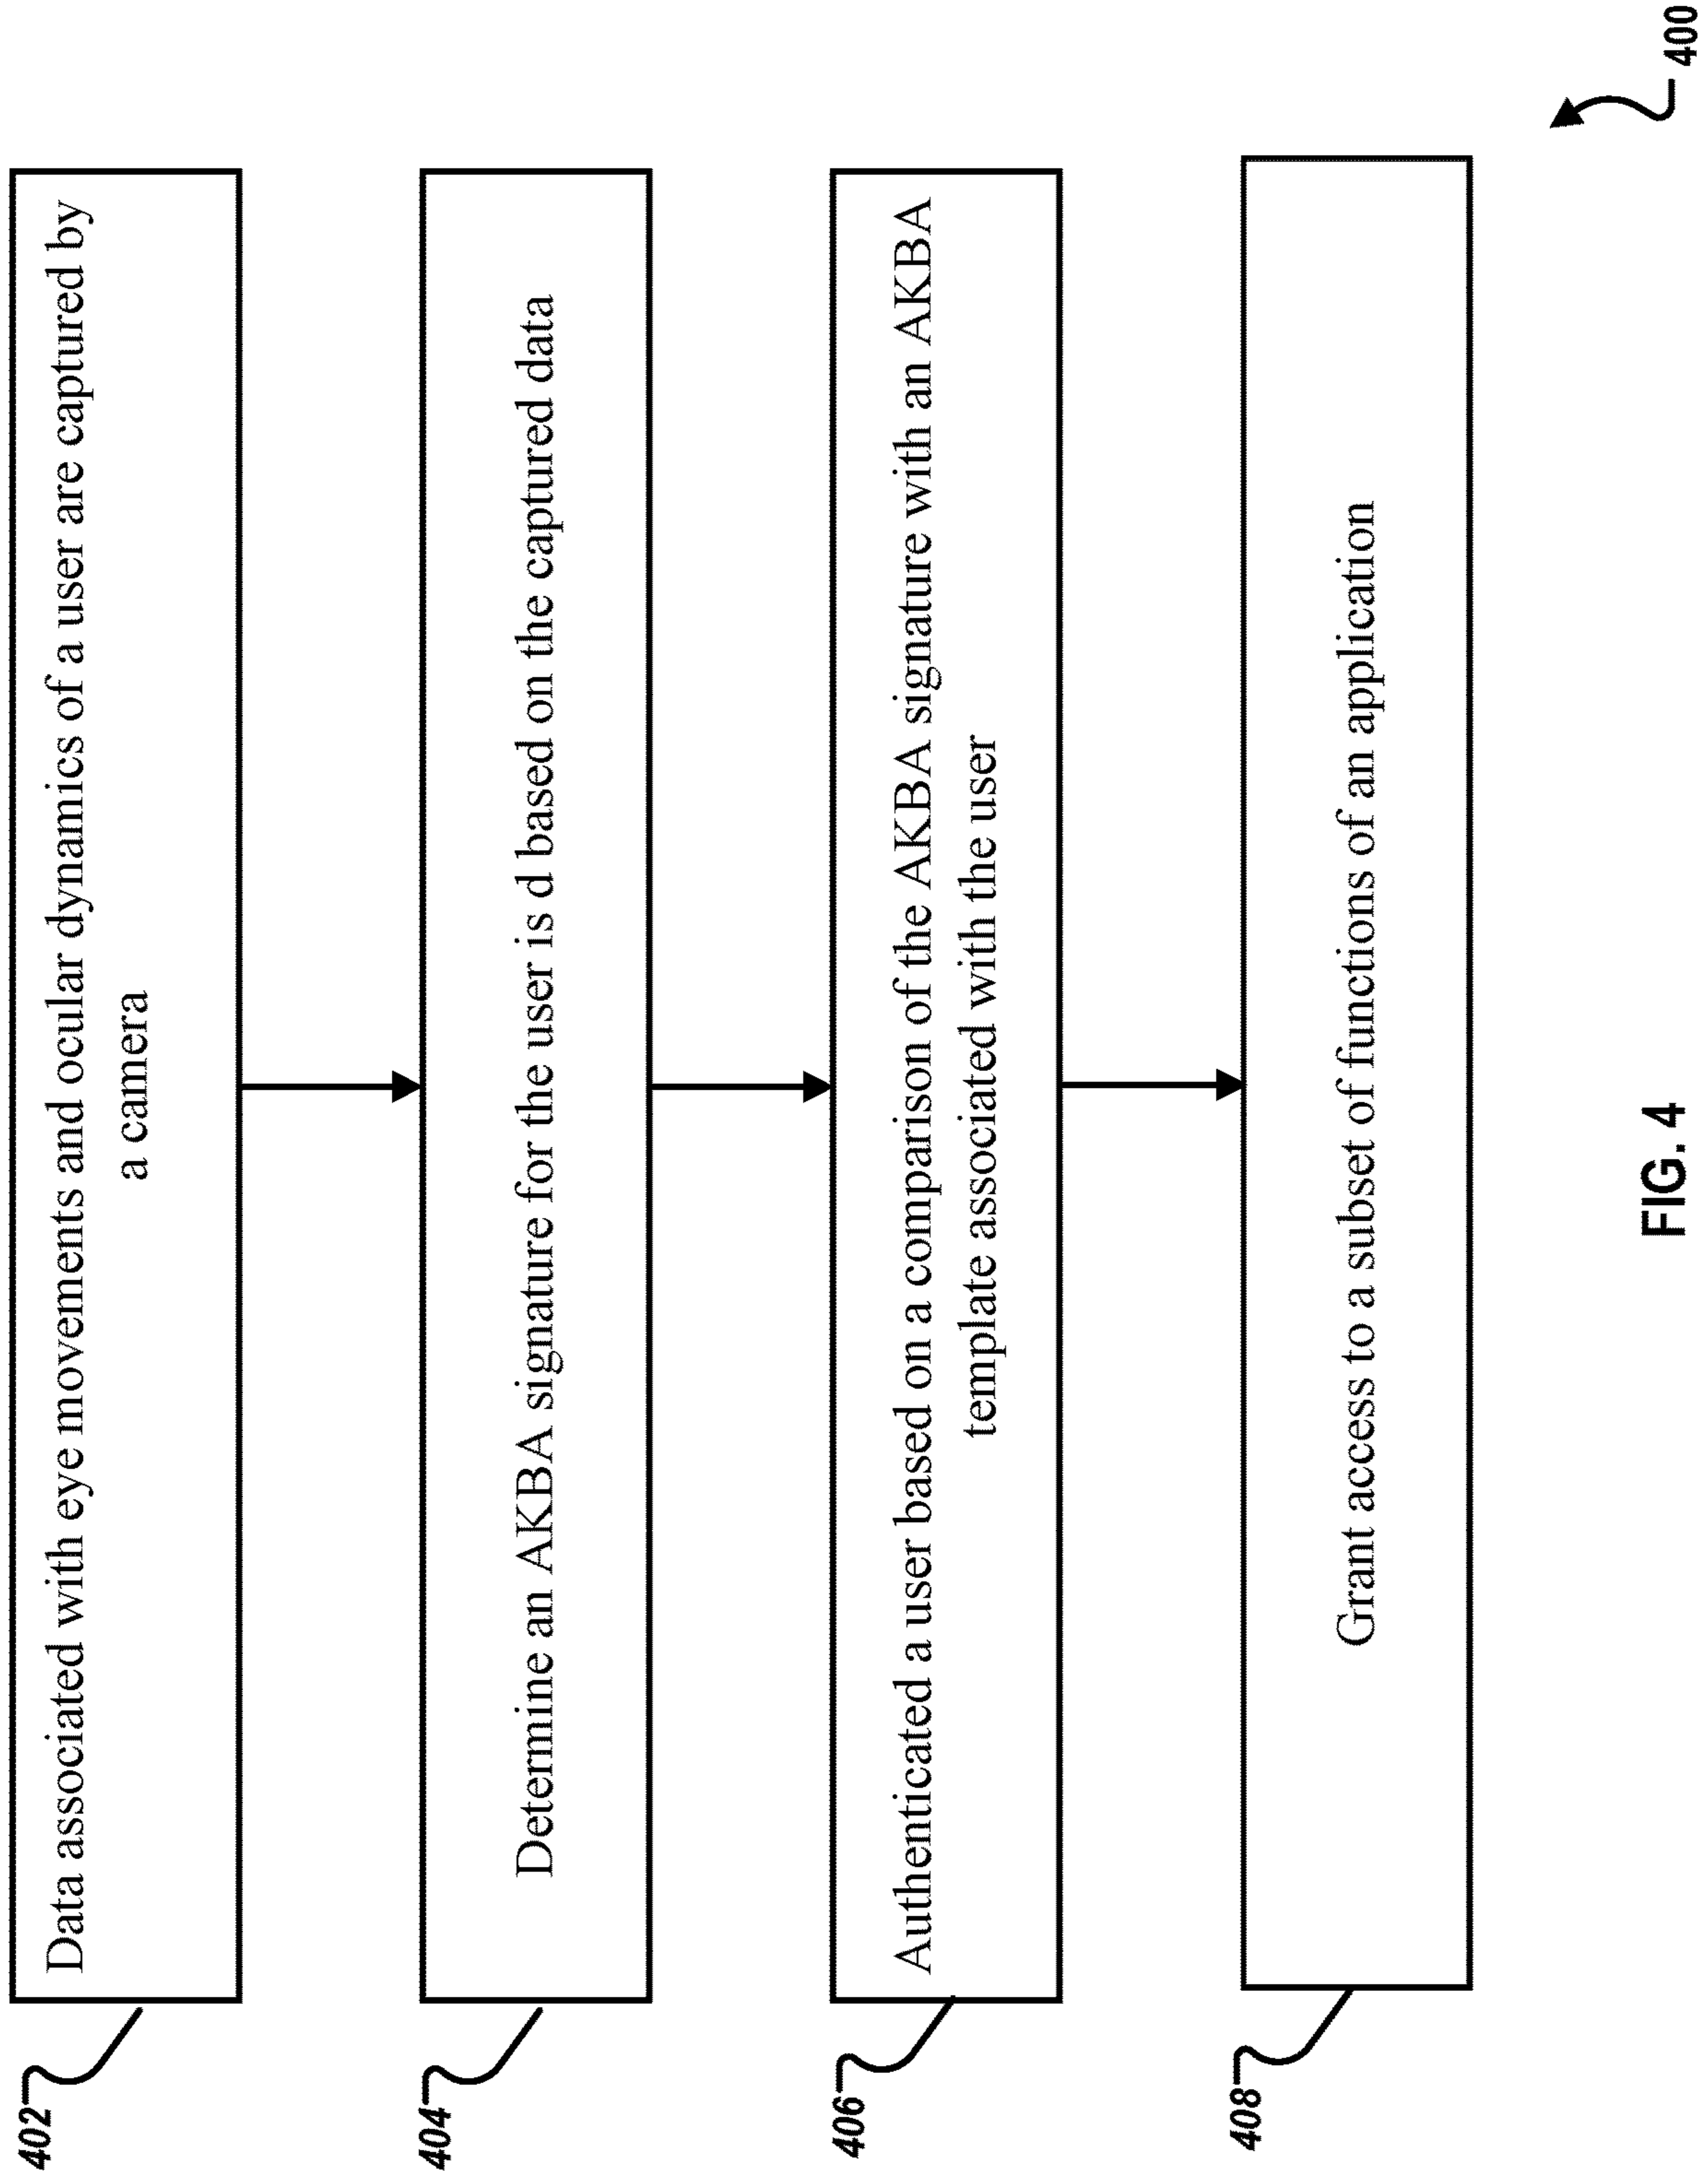 402
Data associated with eye movements and ocular dynamics of a user are captured by
a camera
404
Determine an AKBA signature for the user is d based on the captured data
406
Authenticated a user based on a comparison of the AKBA signature with an AKBA
template associated with the user
408
Grant access to a subset of functions of an application
400
FIG. 4